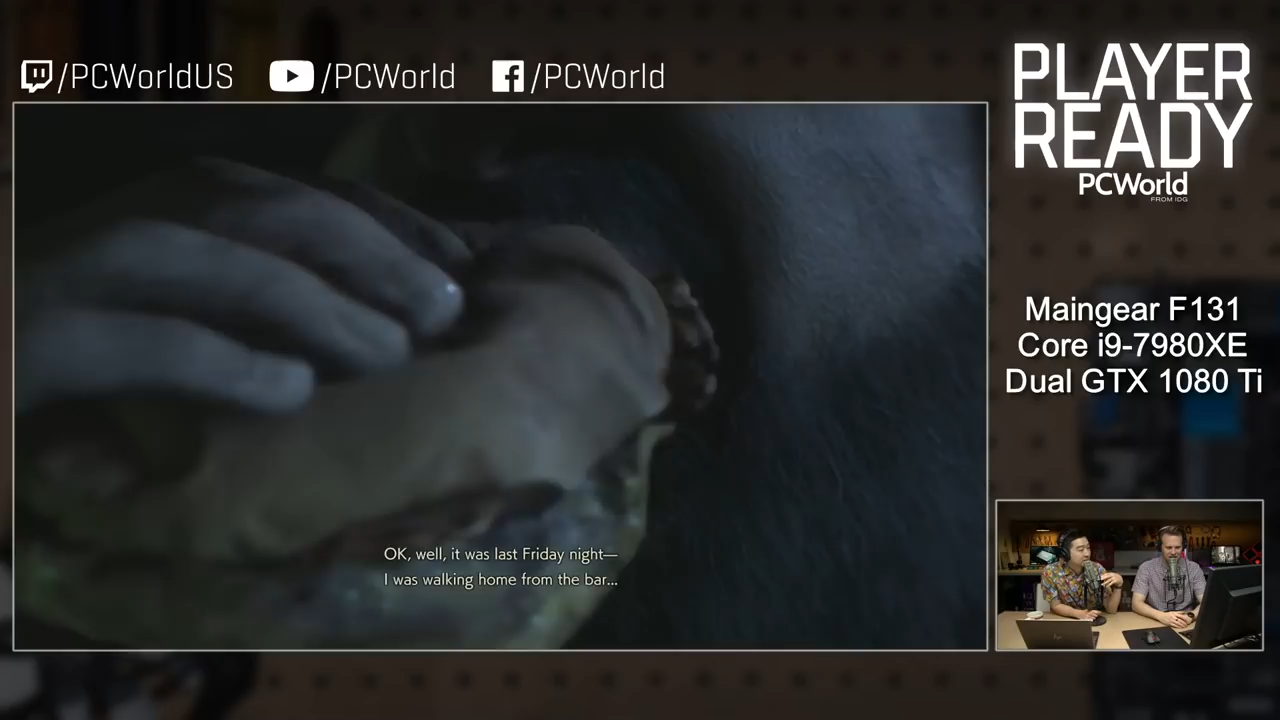 /PCWorldUS /PCWorld /PCWorld
PLAYER
READY
PCWorld
FROM IDG
Maingear F131
Core i9-7980XE
Dual GTX 1080 Ti
OK, well, it was last Friday night—
I was walking home from the bar...